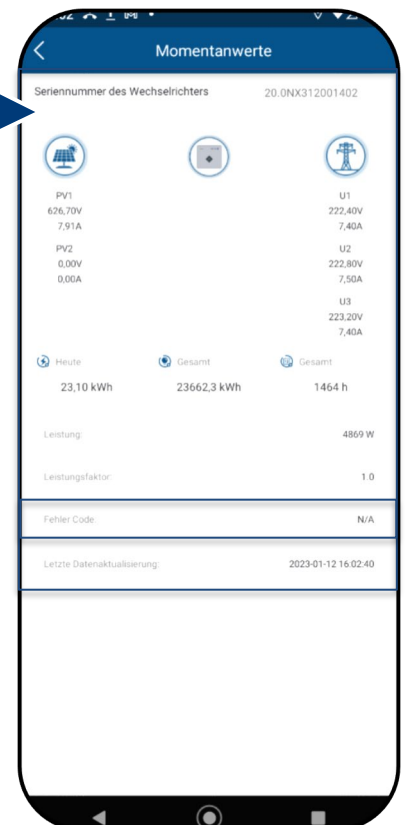 Momentanwerte
Seriennummer des Wechselrichters 20.0NX312001402
PV1 U1
626,70V 222,40V
7,91A 7,40A
PV2 U2
0,00V 222,80V
0,00A 7,50A
U3
223,20V
7,40A
Heute Gesamt Gesamt
23,10 kWh 23662,3 kWh 1464 h
Leistung: 4869 W
Leistungsfaktor: 1.0
Fehler Code: N/A
Letzte Datenaktualisierung: 2023-01-12 16:02:40